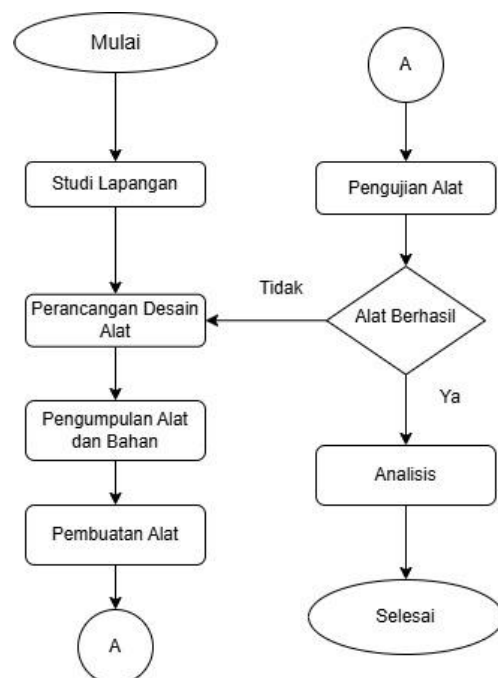 Mulai
Studi Lapangan
Perancangan Desain
Alat
Pengumpulan Alat
dan Bahan
Pembuatan Alat
A
A
Pengujian Alat
Alat Berhasil
Tidak
Ya
Analisis
Selesai